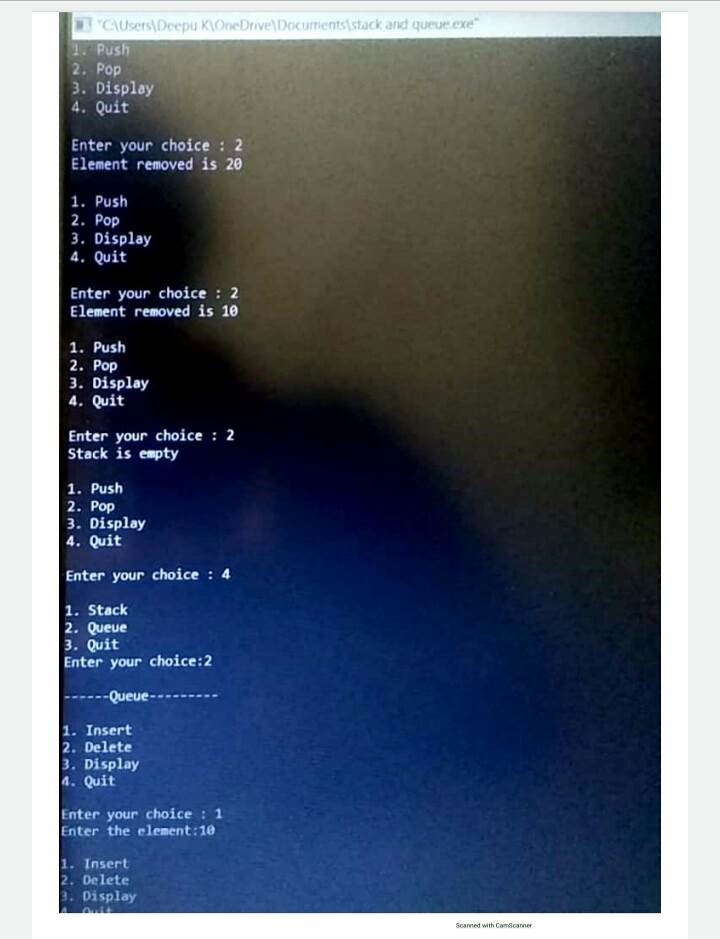 "C:\Users\Deepu K\OneDrive\Documents\stack and queue.exe"
1. Push
2. Pop
3. Display
4. Quit
Enter your choice : 2
Element removed is 20
1. Push
2. Pop
3. Display
4. Quit
Enter your choice : 2
Element removed is 10
1. Push
2. Pop
3. Display
4. Quit
Enter your choice : 2
Stack is empty
1. Push
2. Pop
3. Display
4. Quit
Enter your choice : 4
1. Stack
2. Queue
3. Quit
Enter your choice:2
------Queue---------
1. Insert
2. Delete
3. Display
4. Quit
Enter your choice : 1
Enter the element:10
1. Insert
2. Delete
3. Display
4. Quit
Scanned with CamScanner